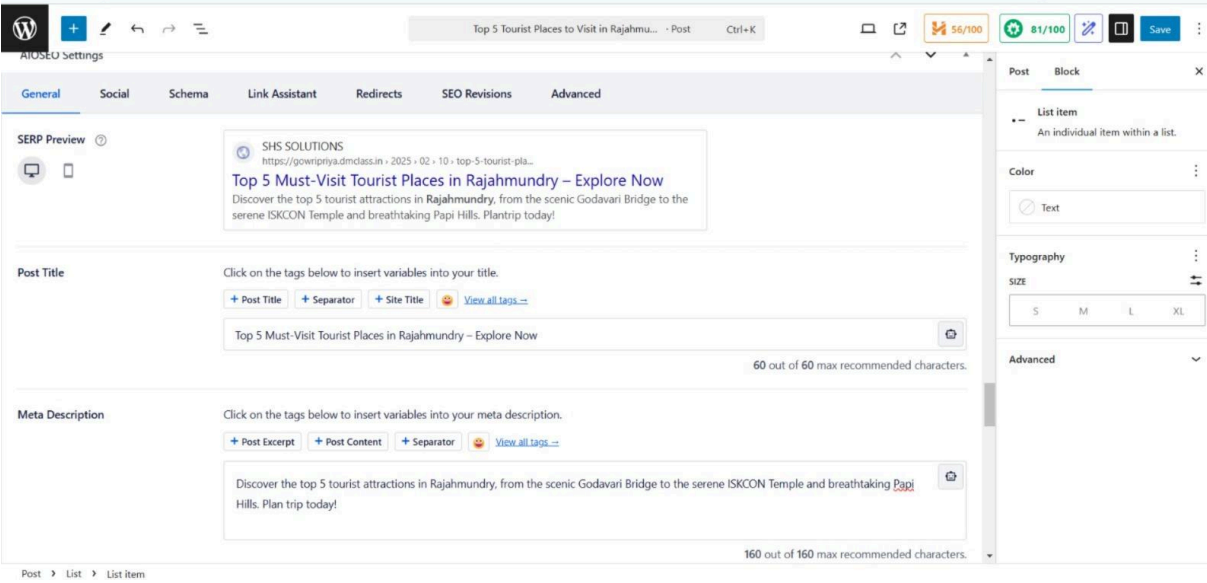 Top 5 Tourist Places to Visit in Rajahmu... - Post Ctrl+K
56/100
81/100
Save
AIOSEO Settings
General Social Schema Link Assistant Redirects SEO Revisions Advanced
SERP Preview
SHS SOLUTIONS
https://gowripriya.dmclass.in › 2025 › 02 › 10 › top-5-tourist-pla...
Top 5 Must-Visit Tourist Places in Rajahmundry – Explore Now
Discover the top 5 tourist attractions in Rajahmundry, from the scenic Godavari Bridge to the
serene ISKCON Temple and breathtaking Papi Hills. Plantrip today!
Post Title
Click on the tags below to insert variables into your title.
+ Post Title + Separator + Site Title View all tags →
Top 5 Must-Visit Tourist Places in Rajahmundry – Explore Now
60 out of 60 max recommended characters.
Meta Description
Click on the tags below to insert variables into your meta description.
+ Post Excerpt + Post Content + Separator View all tags →
Discover the top 5 tourist attractions in Rajahmundry, from the scenic Godavari Bridge to the serene ISKCON Temple and breathtaking Papi
Hills. Plan trip today!
160 out of 160 max recommended characters.
Post Block
List item
An individual item within a list.
Color
Text
Typography
SIZE
S M L XL
Advanced
Post › List › List item